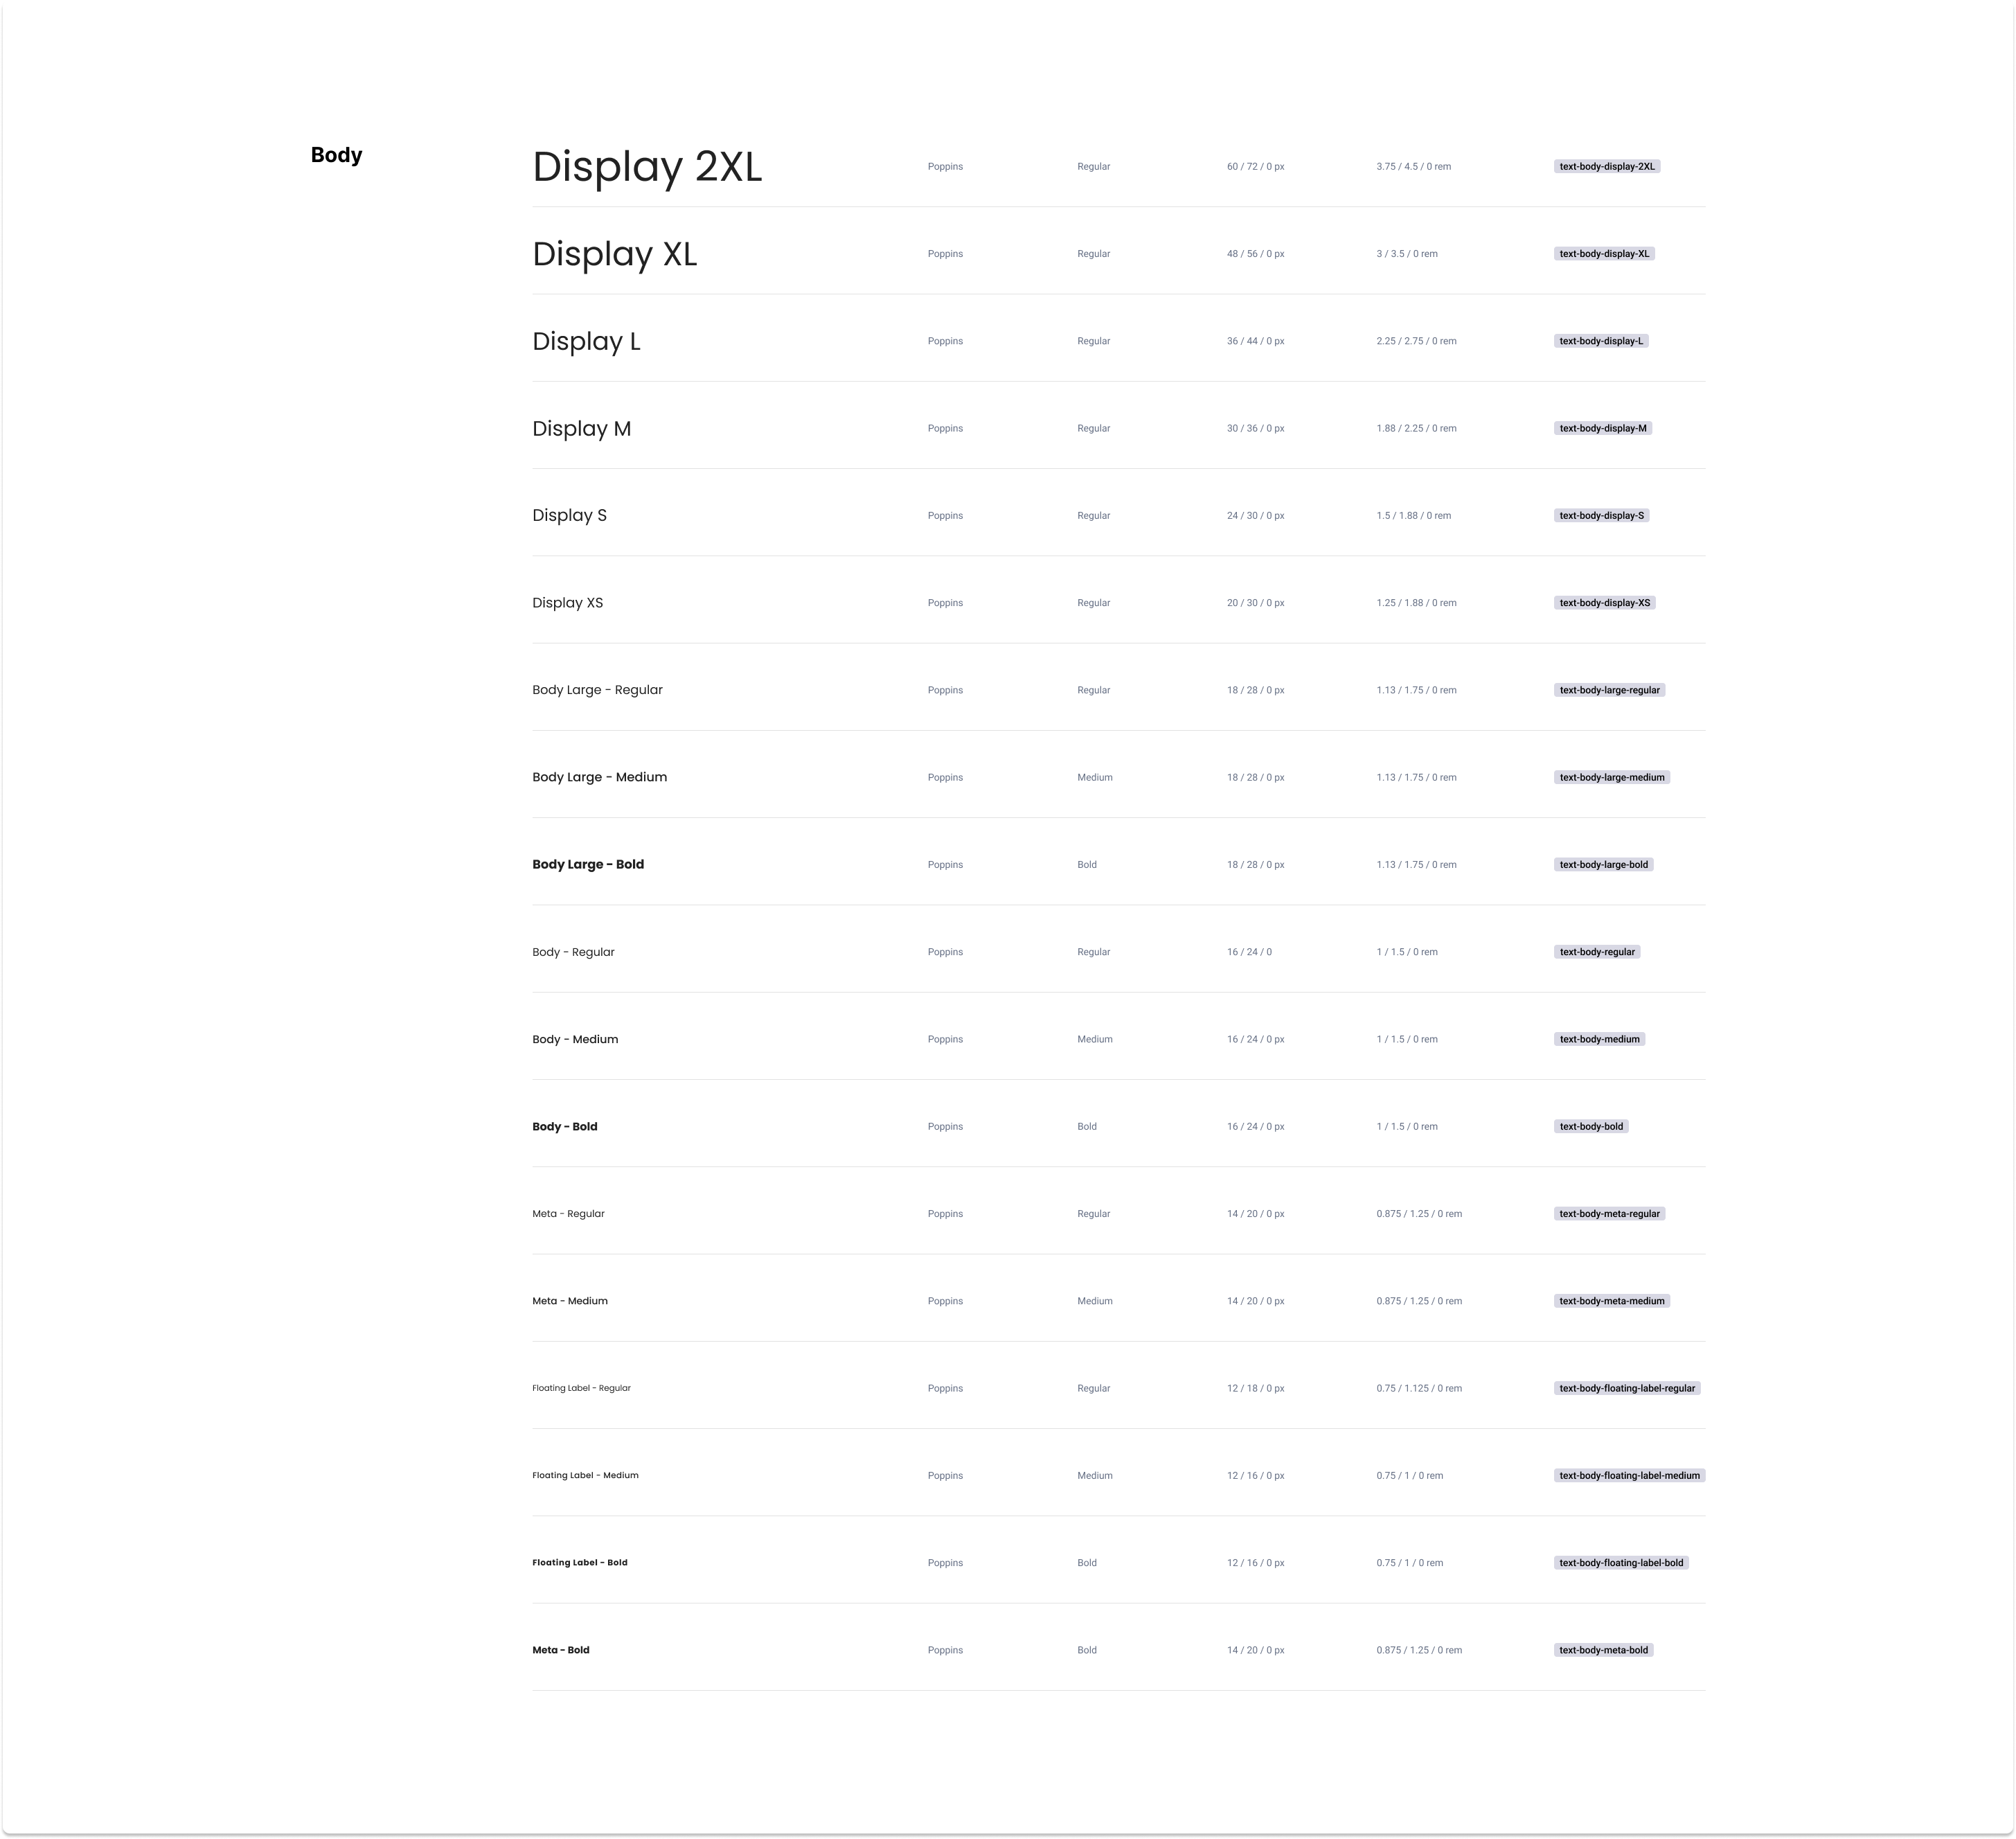 Body
Display 2XL Poppins Regular 60 / 72 / 0 px 3.75 / 4.5 / 0 rem text-body-display-2XL
Display XL Poppins Regular 48 / 56 / 0 px 3 / 3.5 / 0 rem text-body-display-XL
Display L Poppins Regular 36 / 44 / 0 px 2.25 / 2.75 / 0 rem text-body-display-L
Display M Poppins Regular 30 / 36 / 0 px 1.88 / 2.25 / 0 rem text-body-display-M
Display S Poppins Regular 24 / 30 / 0 px 1.5 / 1.88 / 0 rem text-body-display-S
Display XS Poppins Regular 20 / 30 / 0 px 1.25 / 1.88 / 0 rem text-body-display-XS
Body Large - Regular Poppins Regular 18 / 28 / 0 px 1.13 / 1.75 / 0 rem text-body-large-regular
Body Large - Medium Poppins Medium 18 / 28 / 0 px 1.13 / 1.75 / 0 rem text-body-large-medium
Body Large - Bold Poppins Bold 18 / 28 / 0 px 1.13 / 1.75 / 0 rem text-body-large-bold
Body - Regular Poppins Regular 16 / 24 / 0 1 / 1.5 / 0 rem text-body-regular
Body - Medium Poppins Medium 16 / 24 / 0 px 1 / 1.5 / 0 rem text-body-medium
Body - Bold Poppins Bold 16 / 24 / 0 px 1 / 1.5 / 0 rem text-body-bold
Meta - Regular Poppins Regular 14 / 20 / 0 px 0.875 / 1.25 / 0 rem text-body-meta-regular
Meta - Medium Poppins Medium 14 / 20 / 0 px 0.875 / 1.25 / 0 rem text-body-meta-medium
Floating Label - Regular Poppins Regular 12 / 18 / 0 px 0.75 / 1.125 / 0 rem text-body-floating-label-regular
Floating Label - Medium Poppins Medium 12 / 16 / 0 px 0.75 / 1 / 0 rem text-body-floating-label-medium
Floating Label - Bold Poppins Bold 12 / 16 / 0 px 0.75 / 1 / 0 rem text-body-floating-label-bold
Meta - Bold Poppins Bold 14 / 20 / 0 px 0.875 / 1.25 / 0 rem text-body-meta-bold